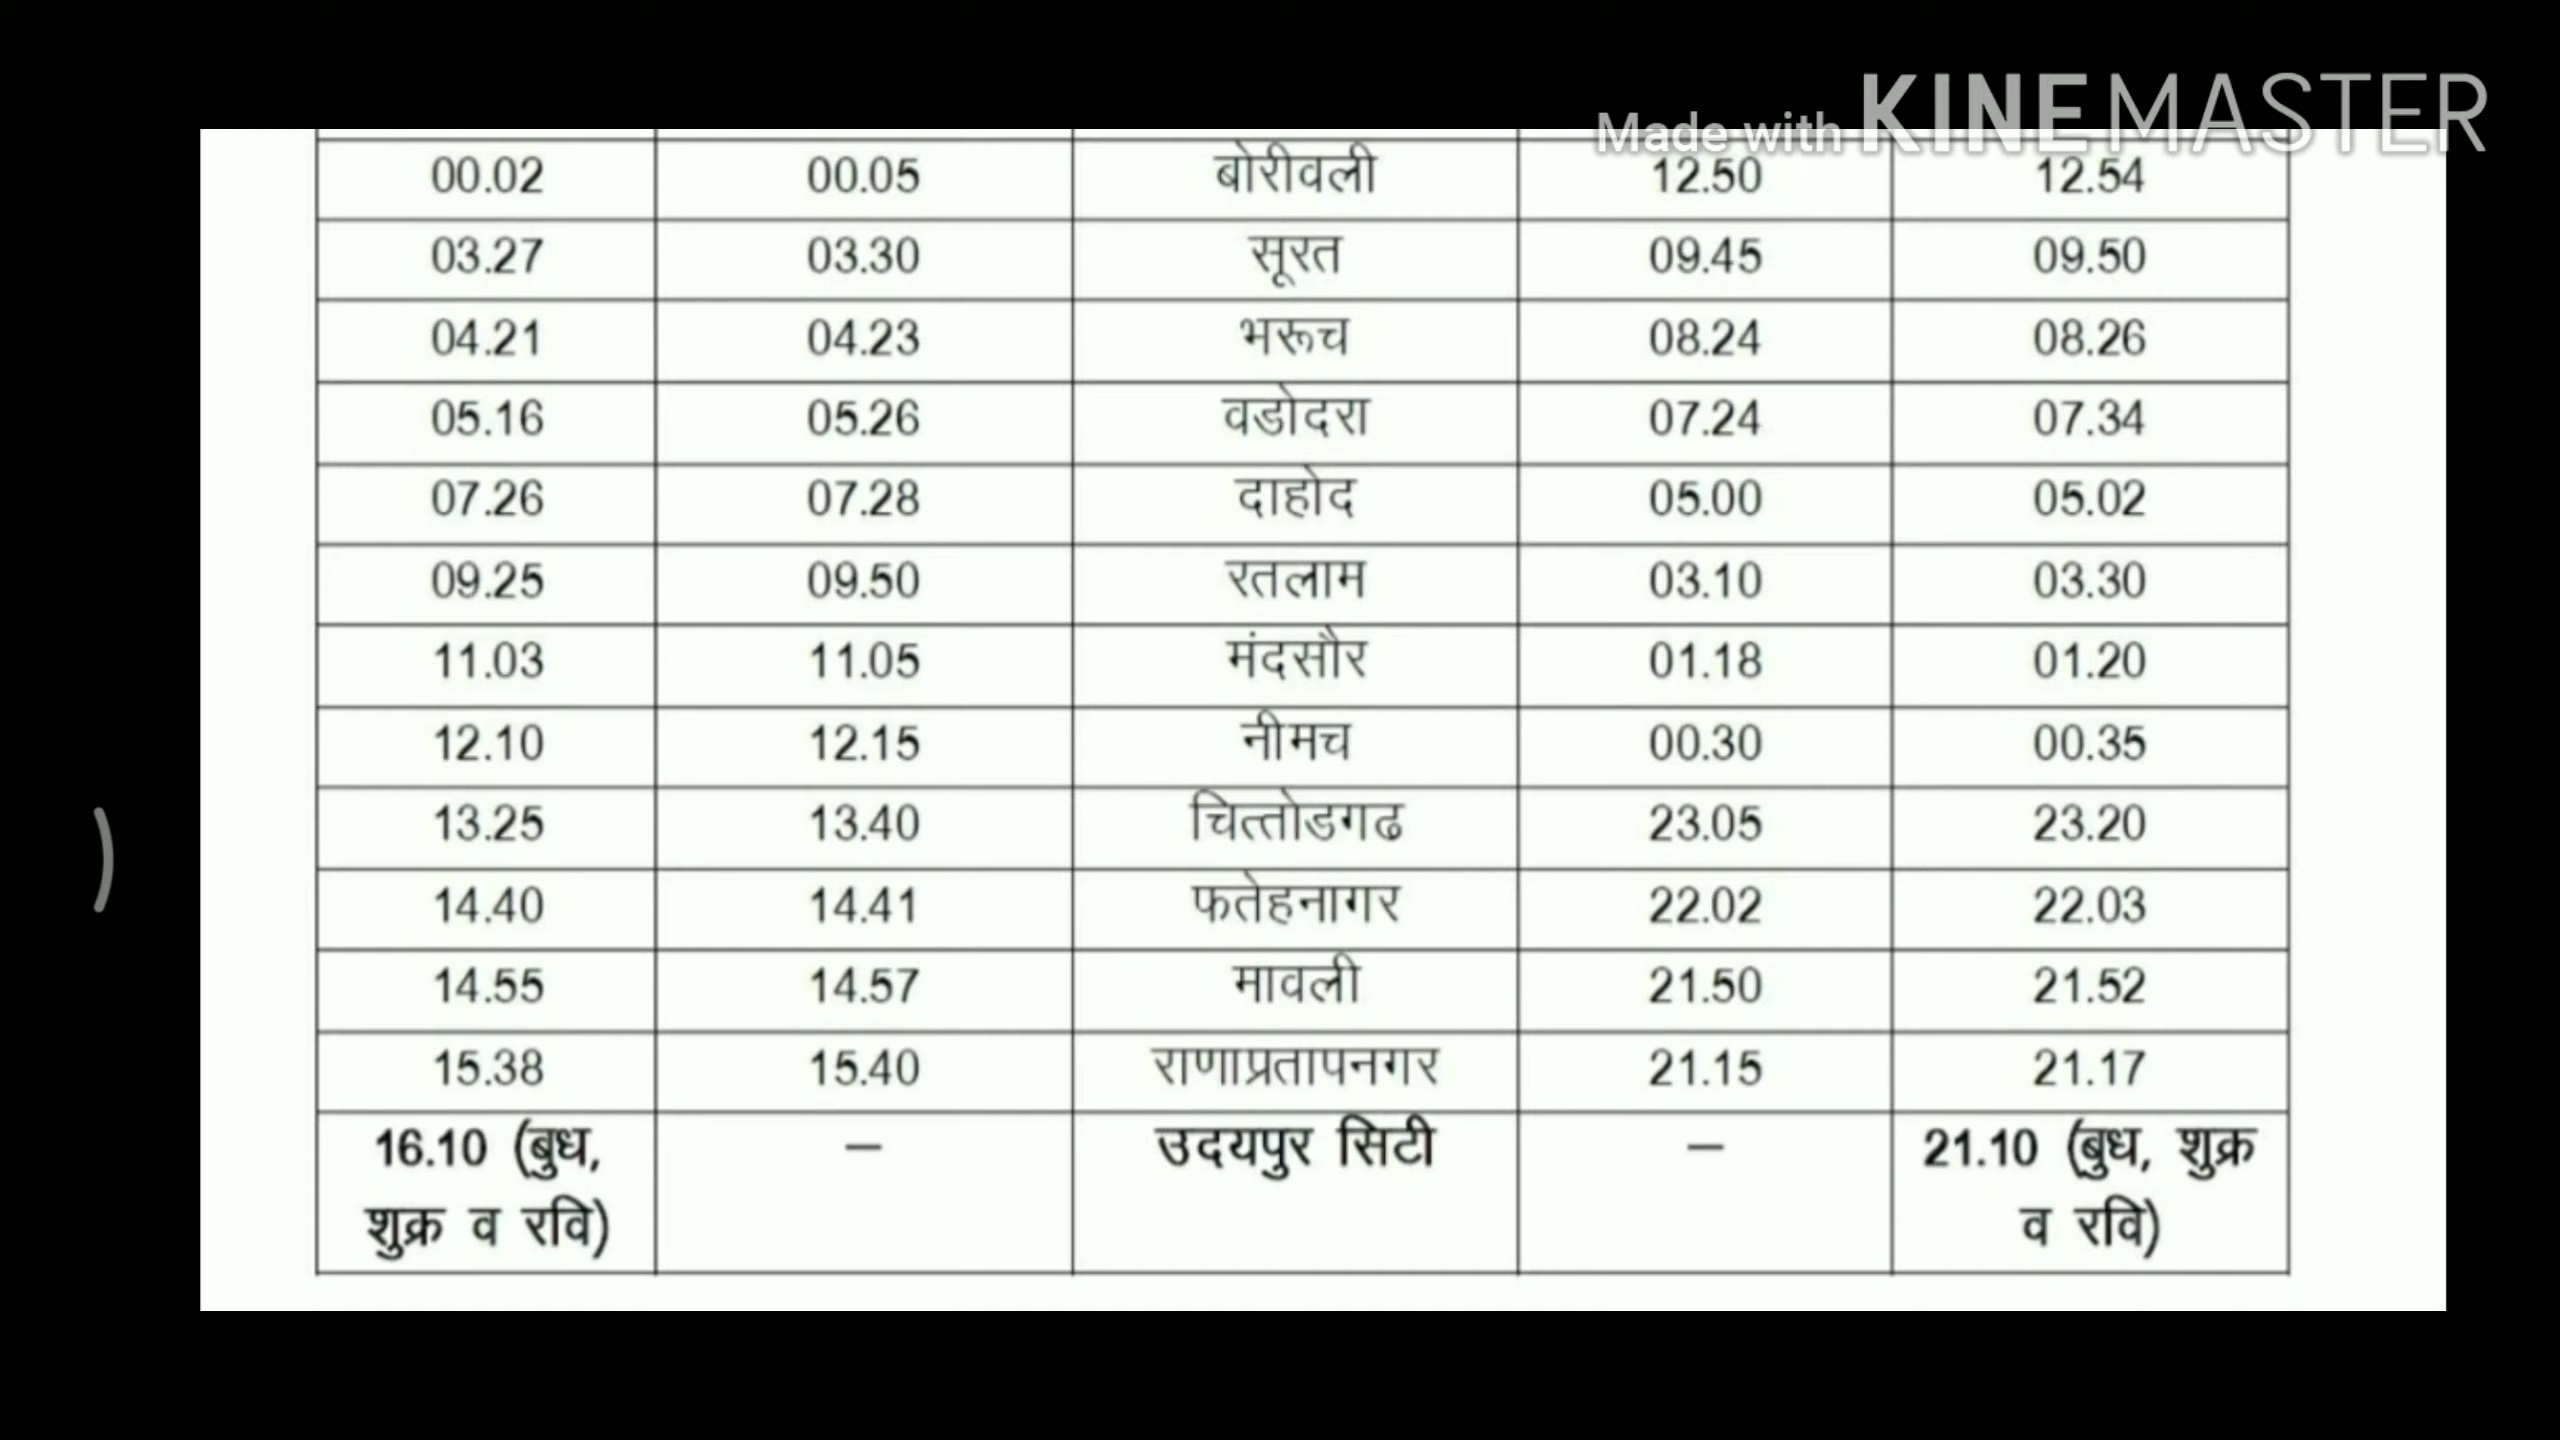 Made with KINEMASTER
00.02 00.05 बोरीवली 12.50 12.54
03.27 03.30 सूरत 09.45 09.50
04.21 04.23 भरूच 08.24 08.26
05.16 05.26 वडोदरा 07.24 07.34
07.26 07.28 दाहोद 05.00 05.02
09.25 09.50 रतलाम 03.10 03.30
11.03 11.05 मंदसौर 01.18 01.20
12.10 12.15 नीमच 00.30 00.35
13.25 13.40 चित्तोडगढ 23.05 23.20
14.40 14.41 फतेहनागर 22.02 22.03
14.55 14.57 मावली 21.50 21.52
15.38 15.40 राणाप्रतापनगर 21.15 21.17
16.10 (बुध, – उदयपुर सिटी – 21.10 (बुध, शुक्र
शुक्र व रवि) व रवि)